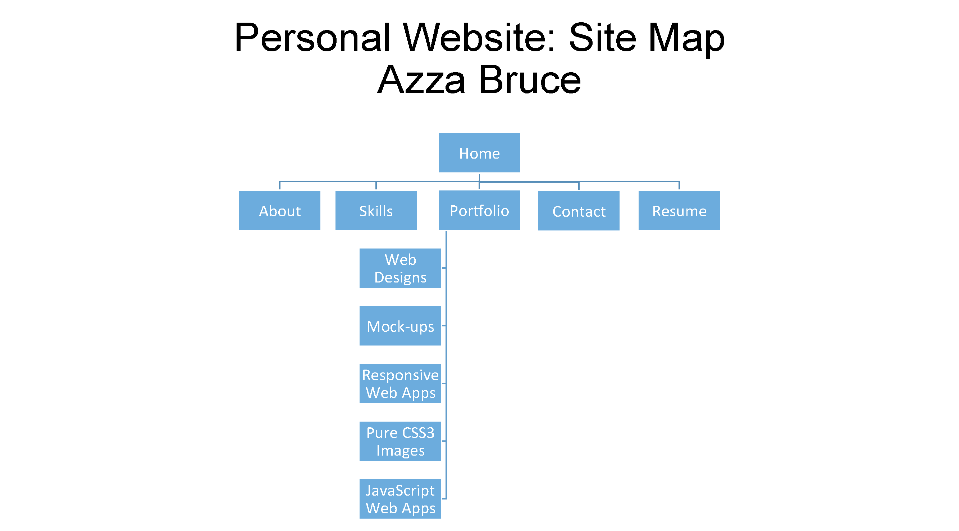 Personal Website: Site Map
Azza Bruce
Home
About
Skills
Portfolio
Contact
Resume
Web
Designs
Mock-ups
Responsive
Web Apps
Pure CSS3
Images
JavaScript
Web Apps